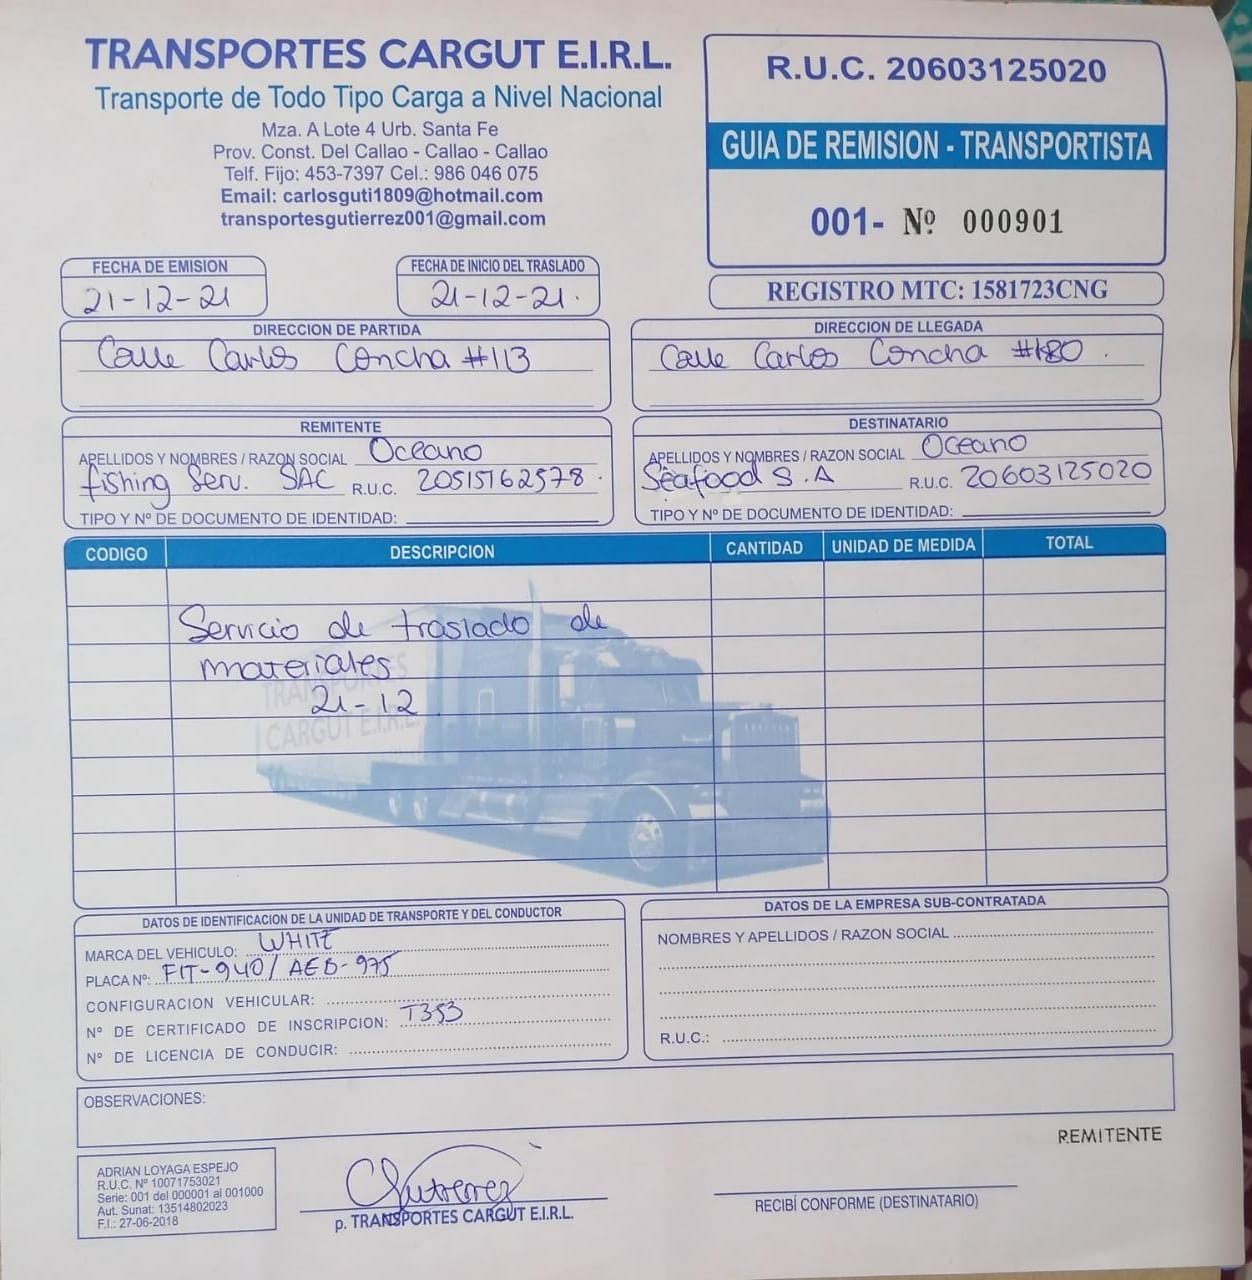 TRANSPORTES CARGUT E.I.R.L.
Transporte de Todo Tipo Carga a Nivel Nacional
Mza. A Lote 4 Urb. Santa Fe
Prov. Const. Del Callao - Callao - Callao
Telf. Fijo: 453-7397 Cel.: 986 046 075
Email: carlosguti1809@hotmail.com
transportesgutierrez001@gmail.com
R.U.C. 20603125020
GUIA DE REMISION - TRANSPORTISTA
001- Nº 000901
REGISTRO MTC: 1581723CNG
FECHA DE EMISION
21-12-21
FECHA DE INICIO DEL TRASLADO
21-12-21.
DIRECCION DE PARTIDA
Calle Carlos Concha #113
DIRECCION DE LLEGADA
Calle Carlos Concha #180.
REMITENTE
APELLIDOS Y NOMBRES / RAZON SOCIAL Oceano
fishing Serv. SAC R.U.C. 20515762578.
TIPO Y Nº DE DOCUMENTO DE IDENTIDAD:
DESTINATARIO
APELLIDOS Y NOMBRES / RAZON SOCIAL Oceano
Seafood S.A R.U.C. 20603125020
TIPO Y Nº DE DOCUMENTO DE IDENTIDAD:
CODIGO DESCRIPCION CANTIDAD UNIDAD DE MEDIDA TOTAL
Servicio de traslado de
materiales
21-12
TRANSPORTES
CARGUT E.I.R.L.
DATOS DE IDENTIFICACION DE LA UNIDAD DE TRANSPORTE Y DEL CONDUCTOR
MARCA DEL VEHICULO: WHITE
PLACA Nº: FIT-940/ AEB-975
CONFIGURACION VEHICULAR:
Nº DE CERTIFICADO DE INSCRIPCION: T3S3
Nº DE LICENCIA DE CONDUCIR:
DATOS DE LA EMPRESA SUB-CONTRATADA
NOMBRES Y APELLIDOS / RAZON SOCIAL
R.U.C.:
OBSERVACIONES:
REMITENTE
ADRIAN LOYAGA ESPEJO
R.U.C. Nº 10071753021
Serie: 001 del 000001 al 001000
Aut. Sunat: 13514802023
F.I.: 27-06-2018
CGutierrez
p. TRANSPORTES CARGUT E.I.R.L.
RECIBÍ CONFORME (DESTINATARIO)